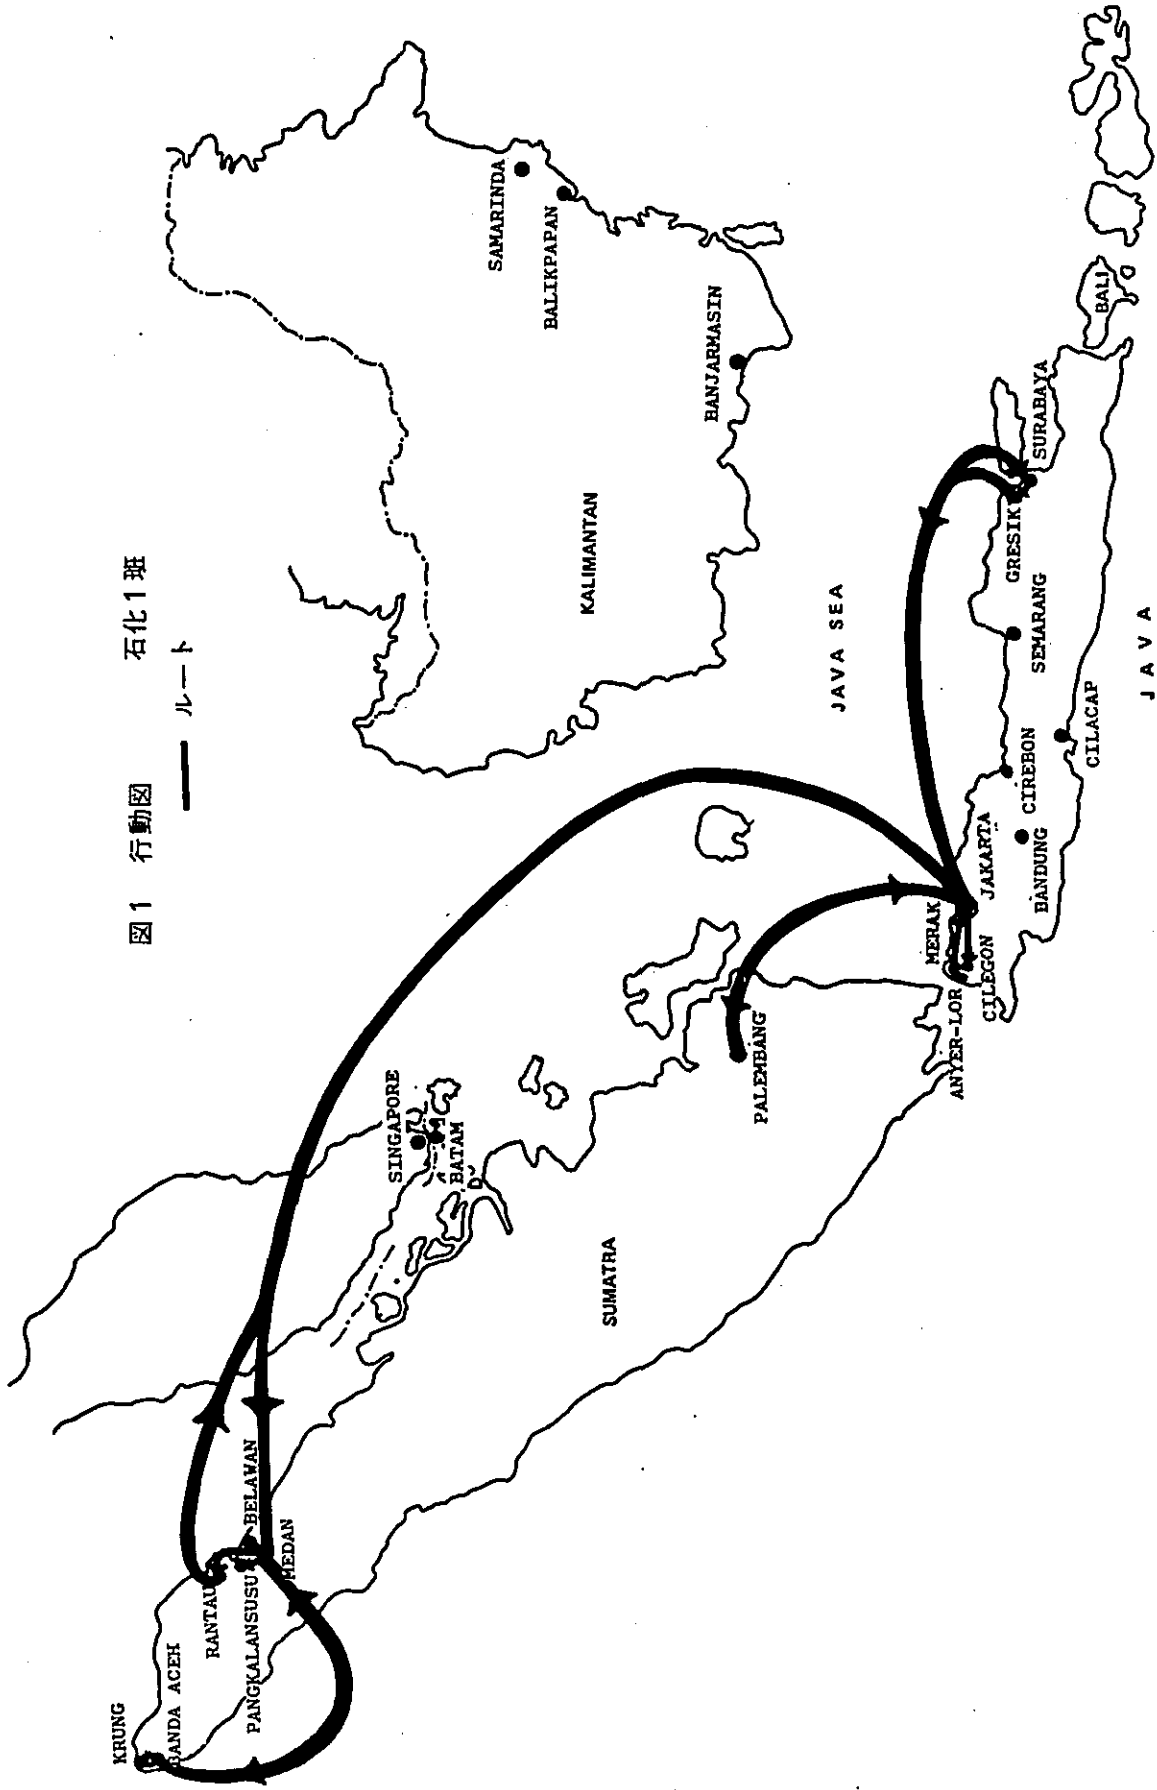 図1 行動図 石化1班
ルート
KRUNG
BANDA ACEH
RANTAU
PANGKALANSUSU
BELAWAN
MEDAN
SINGAPORE
BATAM
SUMATRA
PALEMBANG
KALIMANTAN
SAMARINDA
BALIKPAPAN
BANJARMASIN
JAVA SEA
MERAK
ANYER-LOR
CILEGON
JAKARTA
BANDUNG
CIREBON
CILACAP
SEMARANG
GRESIK
SURABAYA
BALI
JAVA